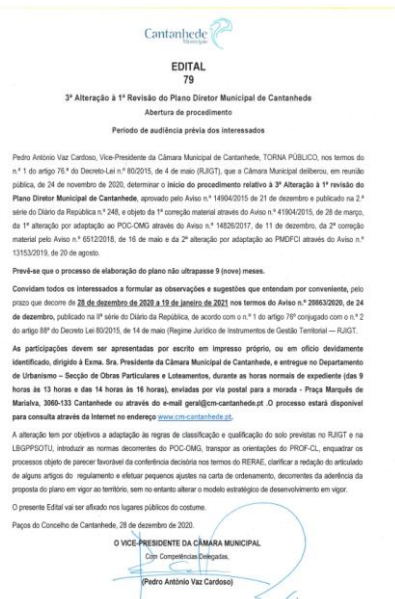 Cantanhede
Município
EDITAL
79
3ª Alteração à 1ª Revisão do Plano Diretor Municipal de Cantanhede
Abertura de procedimento
Período de audiência prévia dos interessados
Pedro António Vaz Cardoso, Vice-Presidente da Câmara Municipal de Cantanhede, TORNA PÚBLICO, nos termos do
n.º 1 do artigo 76.º do Decreto-Lei n.º 80/2015, de 4 de maio (RJIGT), que a Câmara Municipal deliberou, em reunião
pública, de 24 de novembro de 2020, determinar o início do procedimento relativo à 3ª Alteração à 1ª revisão do
Plano Diretor Municipal de Cantanhede, aprovado pelo Aviso n.º 14904/2015 de 21 de dezembro e publicado na 2.ª
série do Diário da República n.º 248, e objeto da 1ª correção material através do Aviso n.º 41904/2015, de 28 de março,
da 1ª alteração por adaptação ao POC-OMG através do Aviso n.º 14826/2017, de 11 de dezembro, da 2ª correção
material pelo Aviso n.º 6512/2018, de 16 de maio e da 2ª alteração por adaptação ao PMDFCI através do Aviso n.º
13153/2019, de 20 de agosto.
Prevê-se que o processo de elaboração do plano não ultrapasse 9 (nove) meses.
Convidam todos os interessados a formular as observações e sugestões que entendam por conveniente, pelo
prazo que decorre de 28 de dezembro de 2020 a 19 de janeiro de 2021 nos termos do Aviso n.º 20863/2020, de 24
de dezembro, publicado na IIª série do Diário da República, de acordo com o n.º 1 do artigo 76º conjugado com o n.º 2
do artigo 88º do Decreto Lei 80/2015, de 14 de maio (Regime Jurídico de Instrumentos de Gestão Territorial — RJIGT.
As participações devem ser apresentadas por escrito em impresso próprio, ou em ofício devidamente
identificado, dirigido à Exma. Sra. Presidente da Câmara Municipal de Cantanhede, e entregue no Departamento
de Urbanismo – Secção de Obras Particulares e Loteamentos, durante as horas normais de expediente (das 9
horas às 13 horas e das 14 horas às 16 horas), enviadas por via postal para a morada - Praça Marquês de
Marialva, 3060-133 Cantanhede ou através do e-mail geral@cm-cantanhede.pt .O processo estará disponível
para consulta através da Internet no endereço www.cm-cantanhede.pt.
A alteração tem por objetivos a adaptação às regras de classificação e qualificação do solo previstas no RJIGT e na
LBGPPSOTU, introduzir as normas decorrentes do POC-OMG, transpor as orientações do PROF-CL, enquadrar os
processos objeto de parecer favorável da conferência decisória nos termos do RERAE, clarificar a redação do articulado
de alguns artigos do regulamento e efetuar pequenos ajustes na carta de ordenamento, decorrentes da aderência da
proposta do plano em vigor ao território, sem no entanto alterar o modelo estratégico de desenvolvimento em vigor.
O presente Edital vai ser afixado nos lugares públicos do costume.
Paços do Concelho de Cantanhede, 28 de dezembro de 2020.
O VICE-PRESIDENTE DA CÂMARA MUNICIPAL
Com Competências Delegadas,
(Pedro António Vaz Cardoso)